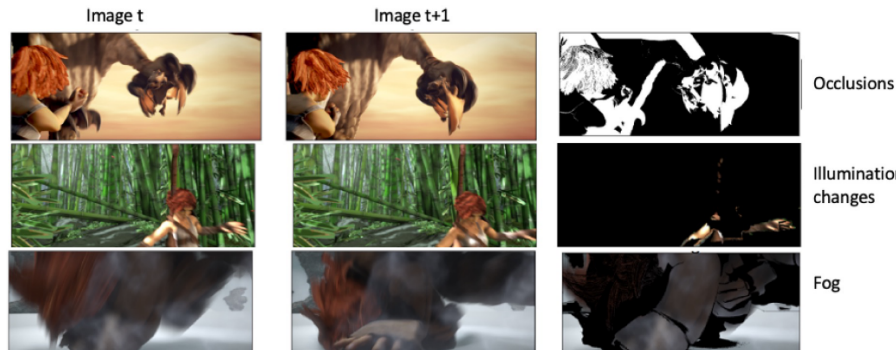 Image t
Image t+1
Occlusions
Illumination
changes
Fog